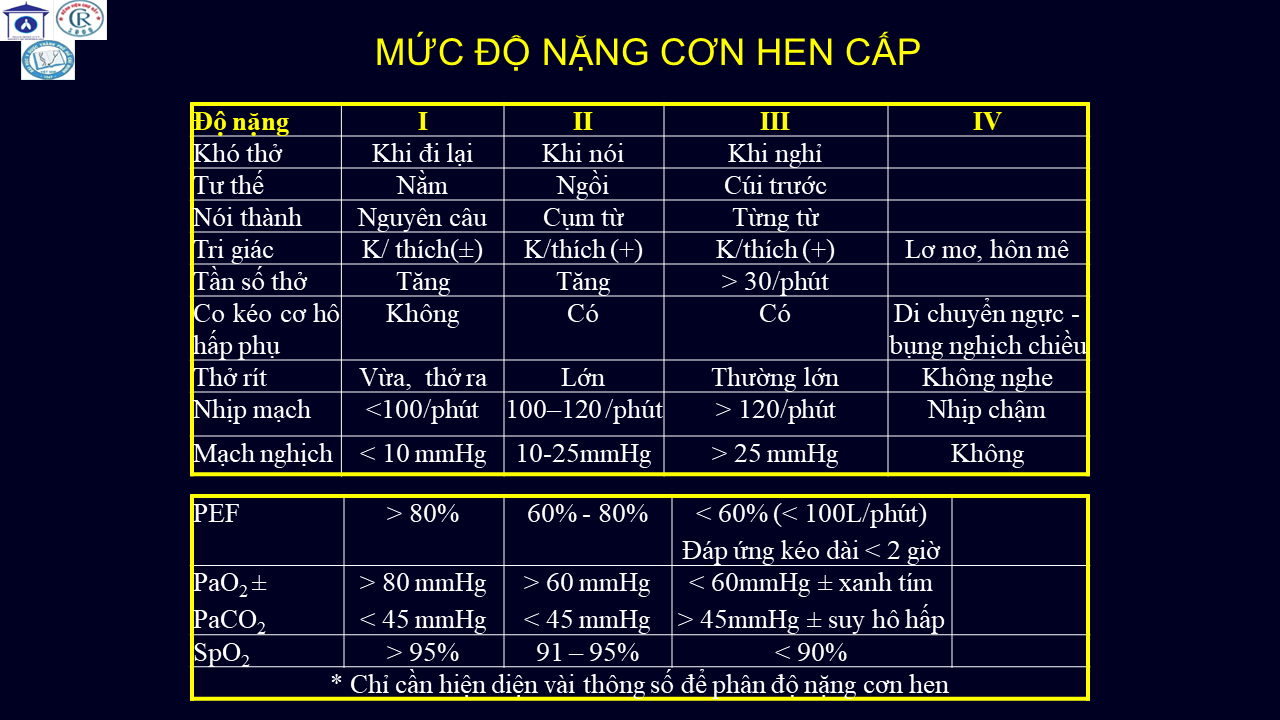 MỨC ĐỘ NẶNG CƠN HEN CẤP
Độ nặng I II III IV
Khó thở Khi đi lại Khi nói Khi nghỉ
Tư thế Nằm Ngồi Cúi trước
Nói thành Nguyên câu Cụm từ Từng từ
Tri giác K/ thích(±) K/thích (+) K/thích (+) Lơ mơ, hôn mê
Tần số thở Tăng Tăng > 30/phút
Co kéo cơ hô Không Có Có Di chuyển ngực -
hấp phụ bụng nghịch chiều
Thở rít Vừa, thở ra Lớn Thường lớn Không nghe
Nhịp mạch <100/phút 100–120 /phút > 120/phút Nhịp chậm
Mạch nghịch < 10 mmHg 10-25mmHg > 25 mmHg Không
PEF > 80% 60% - 80% < 60% (< 100L/phút)
Đáp ứng kéo dài < 2 giờ
PaO₂ ± > 80 mmHg > 60 mmHg < 60mmHg ± xanh tím
PaCO₂ < 45 mmHg < 45 mmHg > 45mmHg ± suy hô hấp
SpO₂ > 95% 91 – 95% < 90%
* Chỉ cần hiện diện vài thông số để phân độ nặng cơn hen